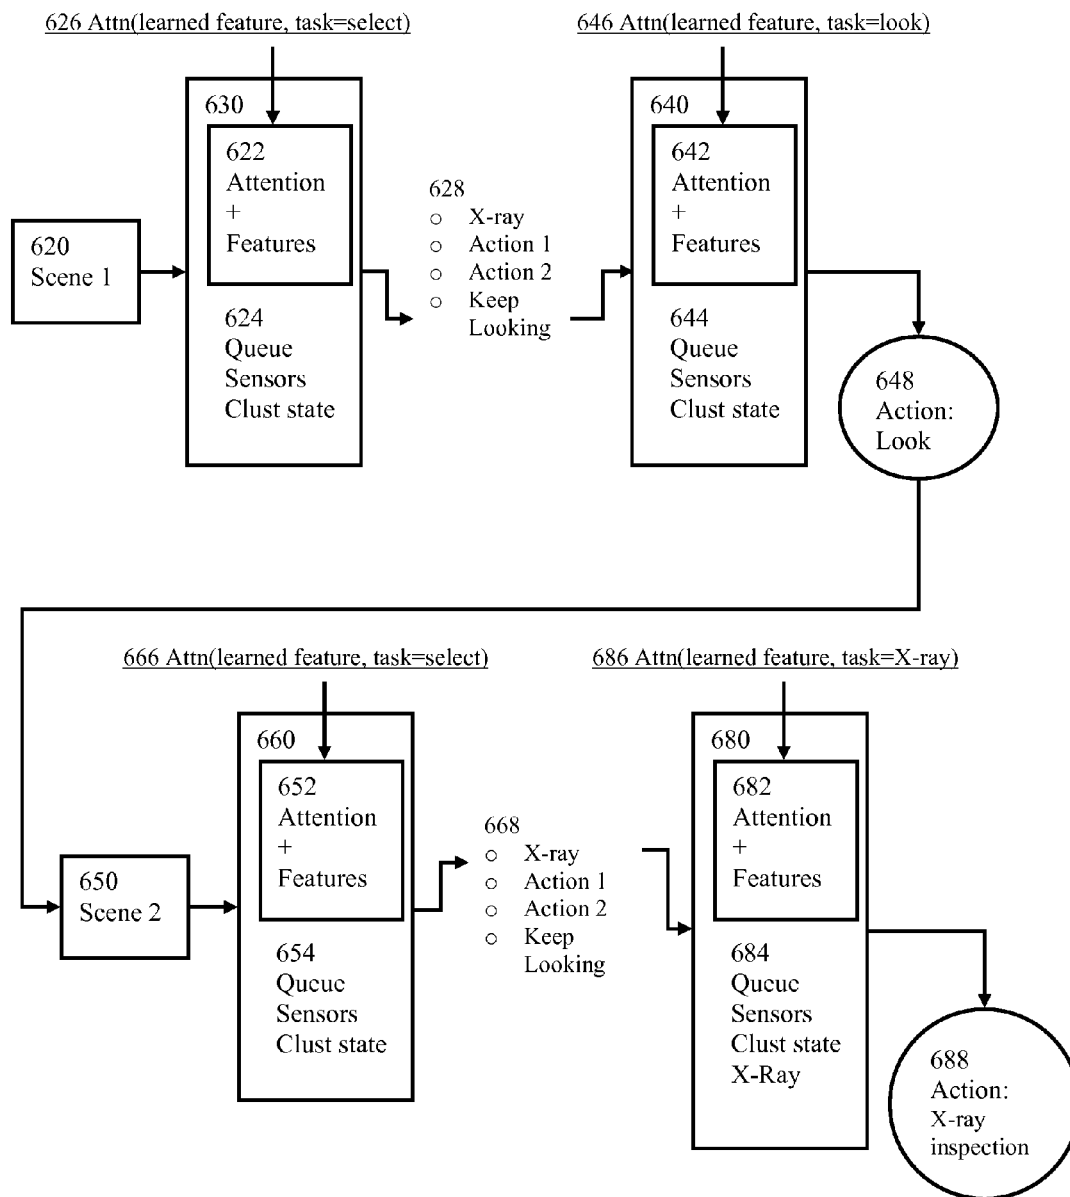 626 Attn(learned feature, task=select)
646 Attn(learned feature, task=look)
630
622
Attention
+
Features
624
Queue
Sensors
Clust state
620
Scene 1
628
○ X-ray
○ Action 1
○ Action 2
○ Keep
Looking
640
642
Attention
+
Features
644
Queue
Sensors
Clust state
648
Action:
Look
666 Attn(learned feature, task=select)
686 Attn(learned feature, task=X-ray)
650
Scene 2
660
652
Attention
+
Features
654
Queue
Sensors
Clust state
668
○ X-ray
○ Action 1
○ Action 2
○ Keep
Looking
680
682
Attention
+
Features
684
Queue
Sensors
Clust state
X-Ray
688
Action:
X-ray
inspection